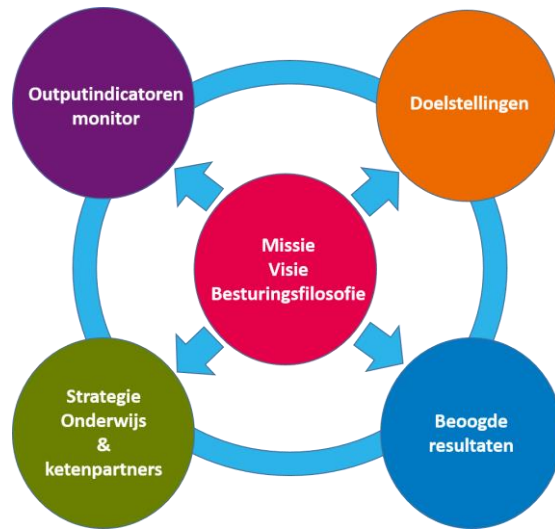 Outputindicatoren
monitor
Doelstellingen
Missie
Visie
Besturingsfilosofie
Strategie
Onderwijs
&
ketenpartners
Beoogde
resultaten